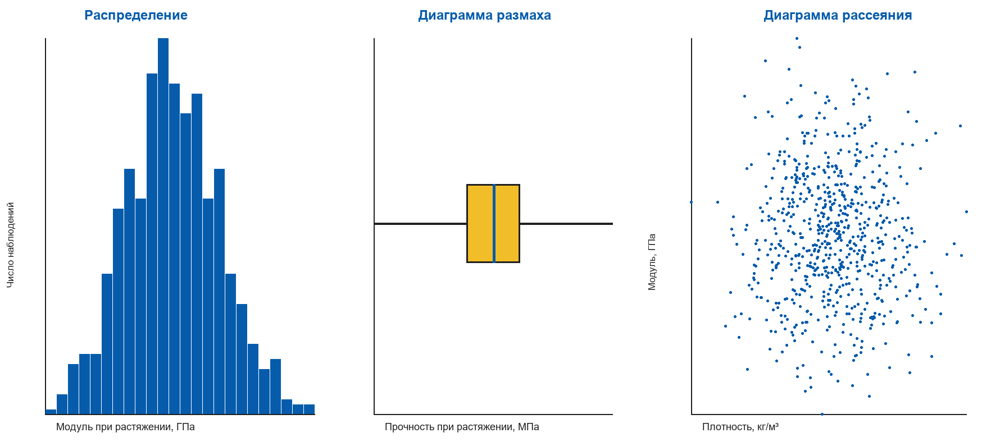 Распределение
Число наблюдений
Модуль при растяжении, ГПа
Диаграмма размаха
Прочность при растяжении, МПа
Диаграмма рассеяния
Модуль, ГПа
Плотность, кг/м³